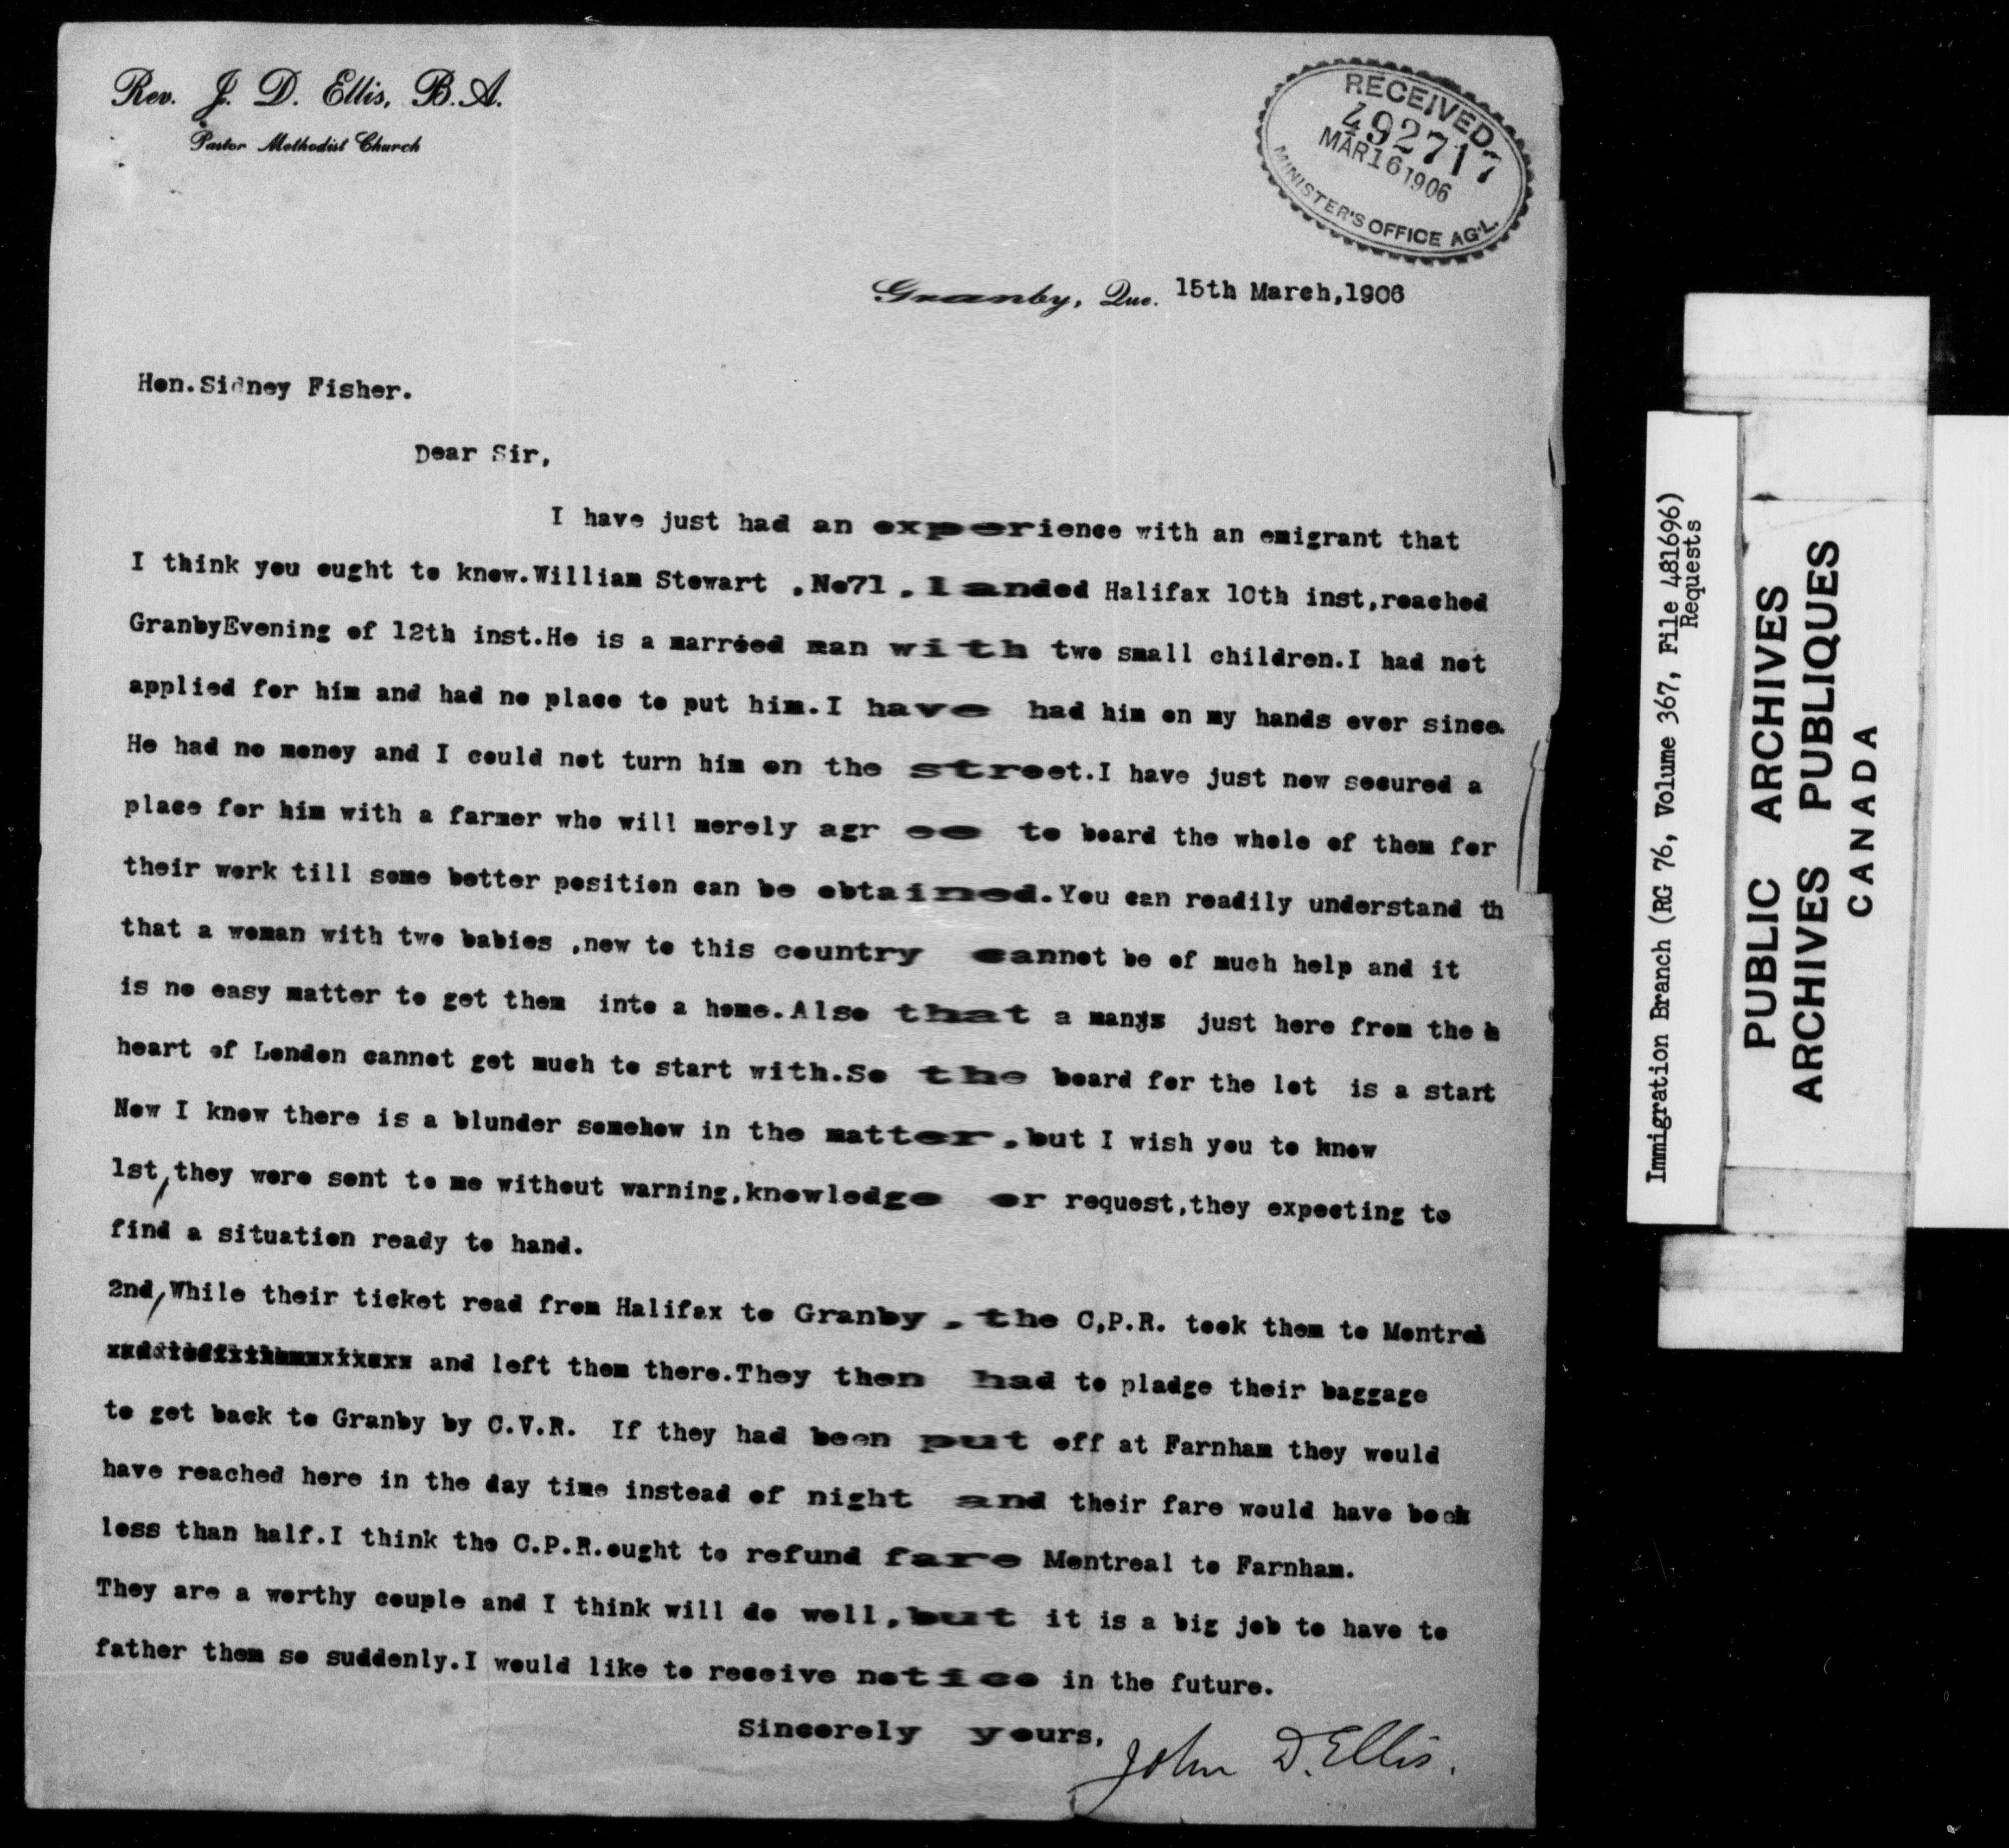 Rev. J. D. Ellis, B.A.
Pastor Methodist Church
RECEIVED
492717
MAR 16 1906
MINISTER'S OFFICE AG'L.
Granby, Que. 15th March,1906
Hon.Sidney Fisher.
Dear Sir,
I have just had an experience with an emigrant that
I think you ought to know.William Stewart ,No71 , landed Halifax 10th inst,reached
GranbyEvening of 12th inst.He is a married man with two small children.I had not
applied for him and had no place to put him.I have had him on my hands ever since.
He had no money and I could not turn him on the street.I have just now secured a
place for him with a farmer who will merely agr ee to board the whole of them for
their work till some better position can be obtained.You can readily understand th
that a woman with two babies ,new to this country cannot be of much help and it
is no easy matter to get them into a home.Also that a manys just here from the h
heart of London cannot get much to start with.So the board for the lot is a start
Now I know there is a blunder somehow in the matter ,but I wish you to know
1st,they were sent to me without warning,knowledge or request,they expecting to
find a situation ready to hand.
2nd,While their ticket read from Halifax to Granby , the C,P.R. took them to Montreal
and left them there.They then had to pladge their baggage
to get back to Granby by C.V.R. If they had been put off at Farnham they would
have reached here in the day time instead of night and their fare would have been
less than half.I think the C.P.R.ought to refund fare Montreal to Farnham.
They are a worthy couple and I think will do well,but it is a big job to have to
father them so suddenly.I would like to receive notice in the future.
Sincerely yours,
John D. Ellis.
Immigration Branch (RG 76, Volume 367, File 481696)
Requests
PUBLIC ARCHIVES
ARCHIVES PUBLIQUES
CANADA